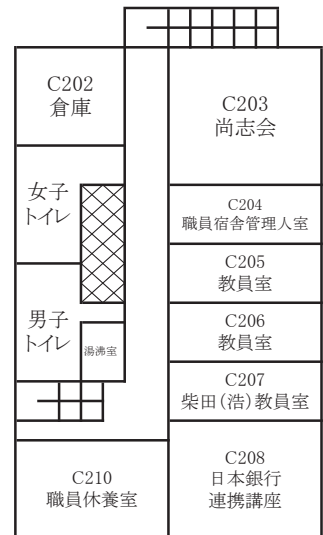 C202
倉庫
C203
尚志会
女子
トイレ
C204
職員宿舎管理人室
C205
教員室
男子
トイレ
C206
教員室
湯沸室
C207
柴田(浩)教員室
C210
職員休養室
C208
日本銀行
連携講座